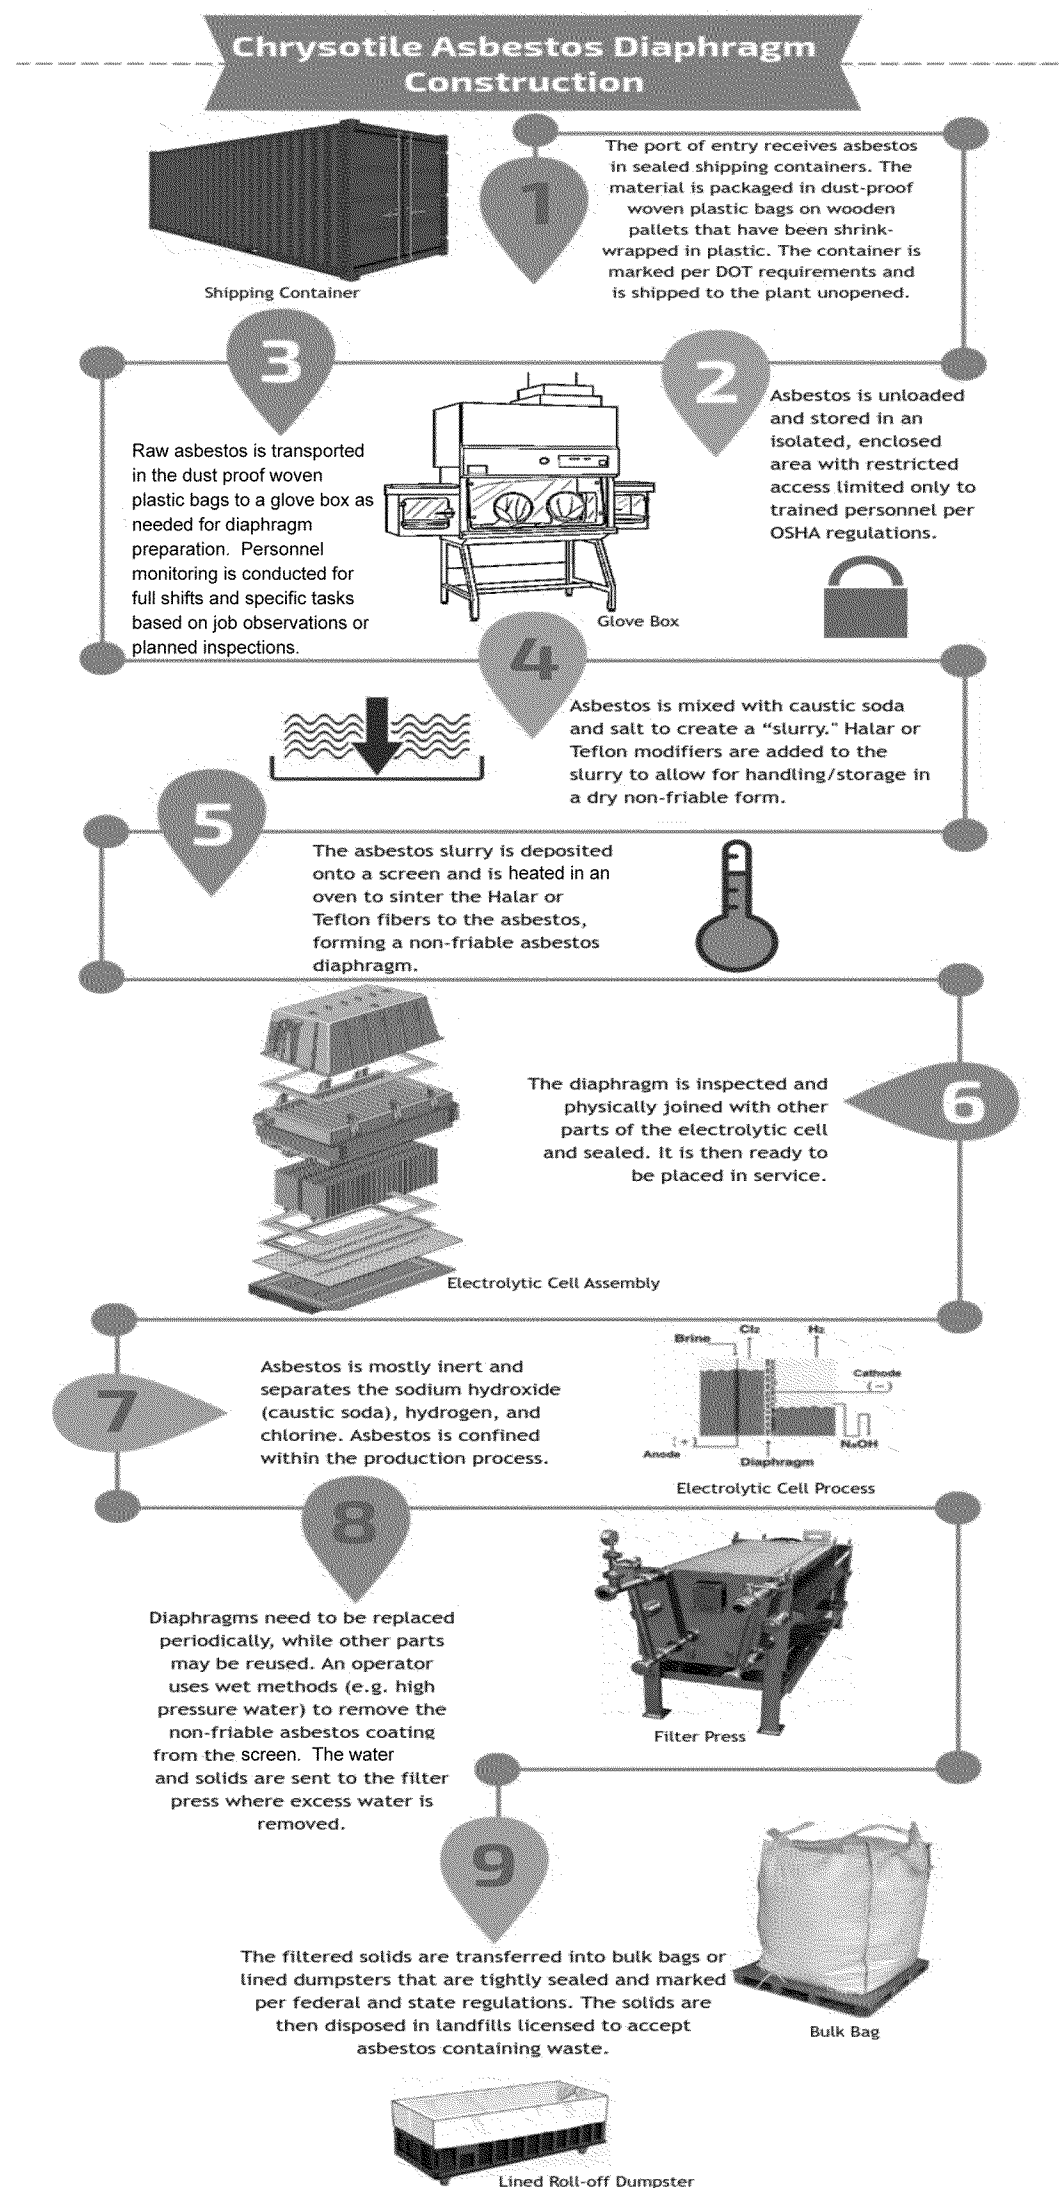 Chrysotile Asbestos Diaphragm
Construction
1
The port of entry receives asbestos
in sealed shipping containers. The
material is packaged in dust-proof
woven plastic bags on wooden
pallets that have been shrink-
wrapped in plastic. The container is
marked per DOT requirements and
is shipped to the plant unopened.
Shipping Container
2
Asbestos is unloaded
and stored in an
isolated, enclosed
area with restricted
access limited only to
trained personnel per
OSHA regulations.
3
Raw asbestos is transported
in the dust proof woven
plastic bags to a glove box as
needed for diaphragm
preparation. Personnel
monitoring is conducted for
full shifts and specific tasks
based on job observations or
planned inspections.
Glove Box
4
Asbestos is mixed with caustic soda
and salt to create a “slurry." Halar or
Teflon modifiers are added to the
slurry to allow for handling/storage in
a dry non-friable form.
5
The asbestos slurry is deposited
onto a screen and is heated in an
oven to sinter the Halar or
Teflon fibers to the asbestos,
forming a non-friable asbestos
diaphragm.
6
The diaphragm is inspected and
physically joined with other
parts of the electrolytic cell
and sealed. It is then ready to
be placed in service.
Electrolytic Cell Assembly
7
Asbestos is mostly inert and
separates the sodium hydroxide
(caustic soda), hydrogen, and
chlorine. Asbestos is confined
within the production process.
Brine
Cl₂
H₂
Cathode
(-)
(+)
Anode
NaOH
Diaphragm
Electrolytic Cell Process
8
Diaphragms need to be replaced
periodically, while other parts
may be reused. An operator
uses wet methods (e.g. high
pressure water) to remove the
non-friable asbestos coating
from the screen. The water
and solids are sent to the filter
press where excess water is
removed.
Filter Press
9
The filtered solids are transferred into bulk bags or
lined dumpsters that are tightly sealed and marked
per federal and state regulations. The solids are
then disposed in landfills licensed to accept
asbestos containing waste.
Bulk Bag
Lined Roll-off Dumpster